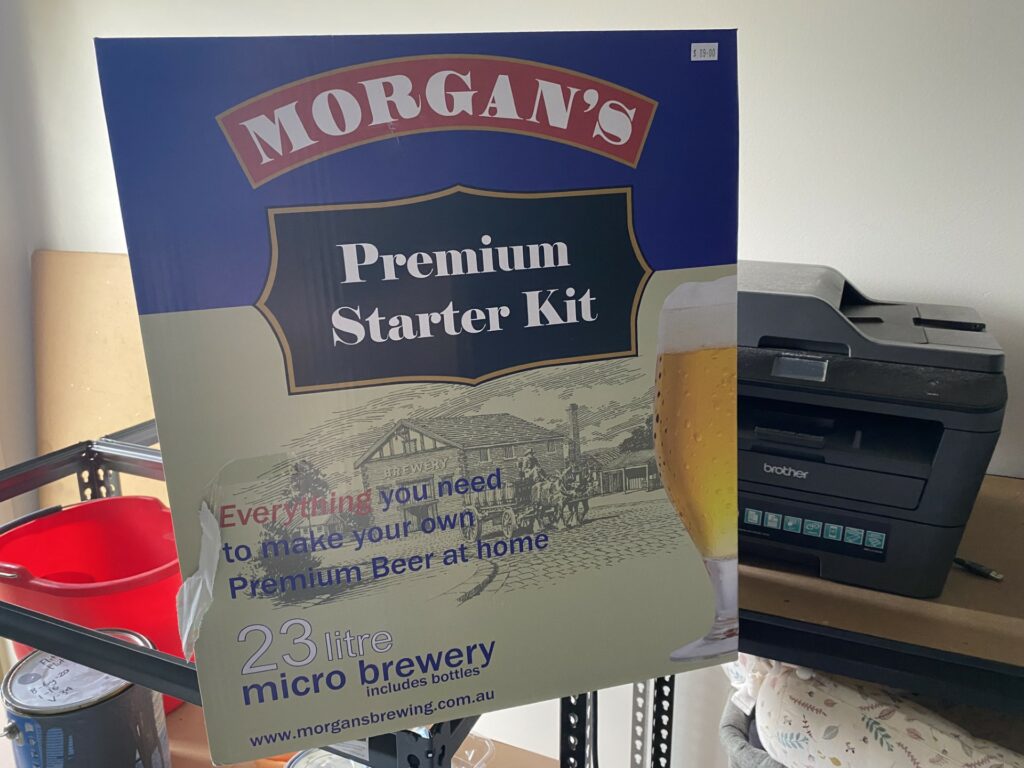 $ 19.00
MORGAN'S
Premium
Starter Kit
BREWERY
Everything you need
to make your own
Premium Beer at home
23 litre
micro brewery
includes bottles
www.morgansbrewing.com.au
brother